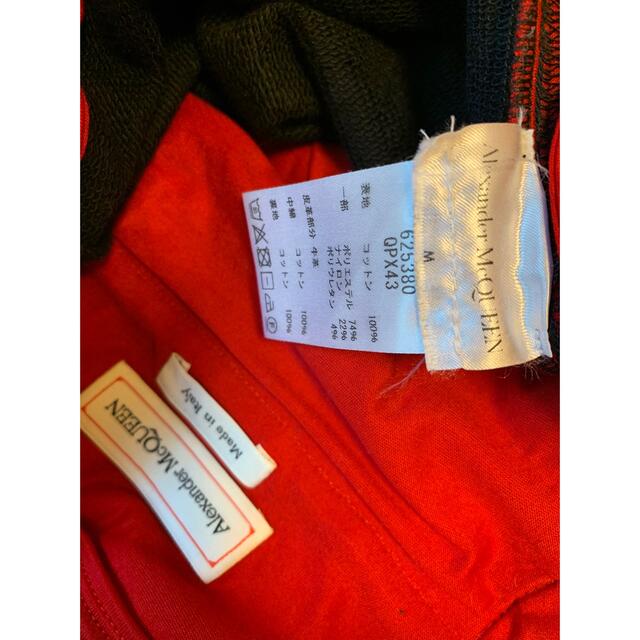 Alexander McQUEEN
M
625380
QPX43
表地 コットン 100%
一部 ポリエステル 74%
ナイロン 22%
ポリウレタン 4%
皮革部分 牛革
中綿 コットン 100%
裏地 コットン 100%
Made in Italy
Alexander McQUEEN